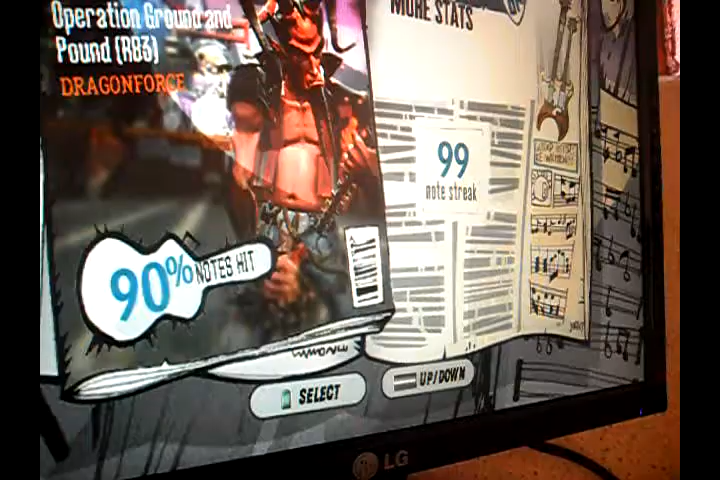 Operation Ground and
Pound (RB3)
DRAGONFORCE
MORE STATS
99
note streak
90% NOTES HIT
SELECT
UP/DOWN
LG